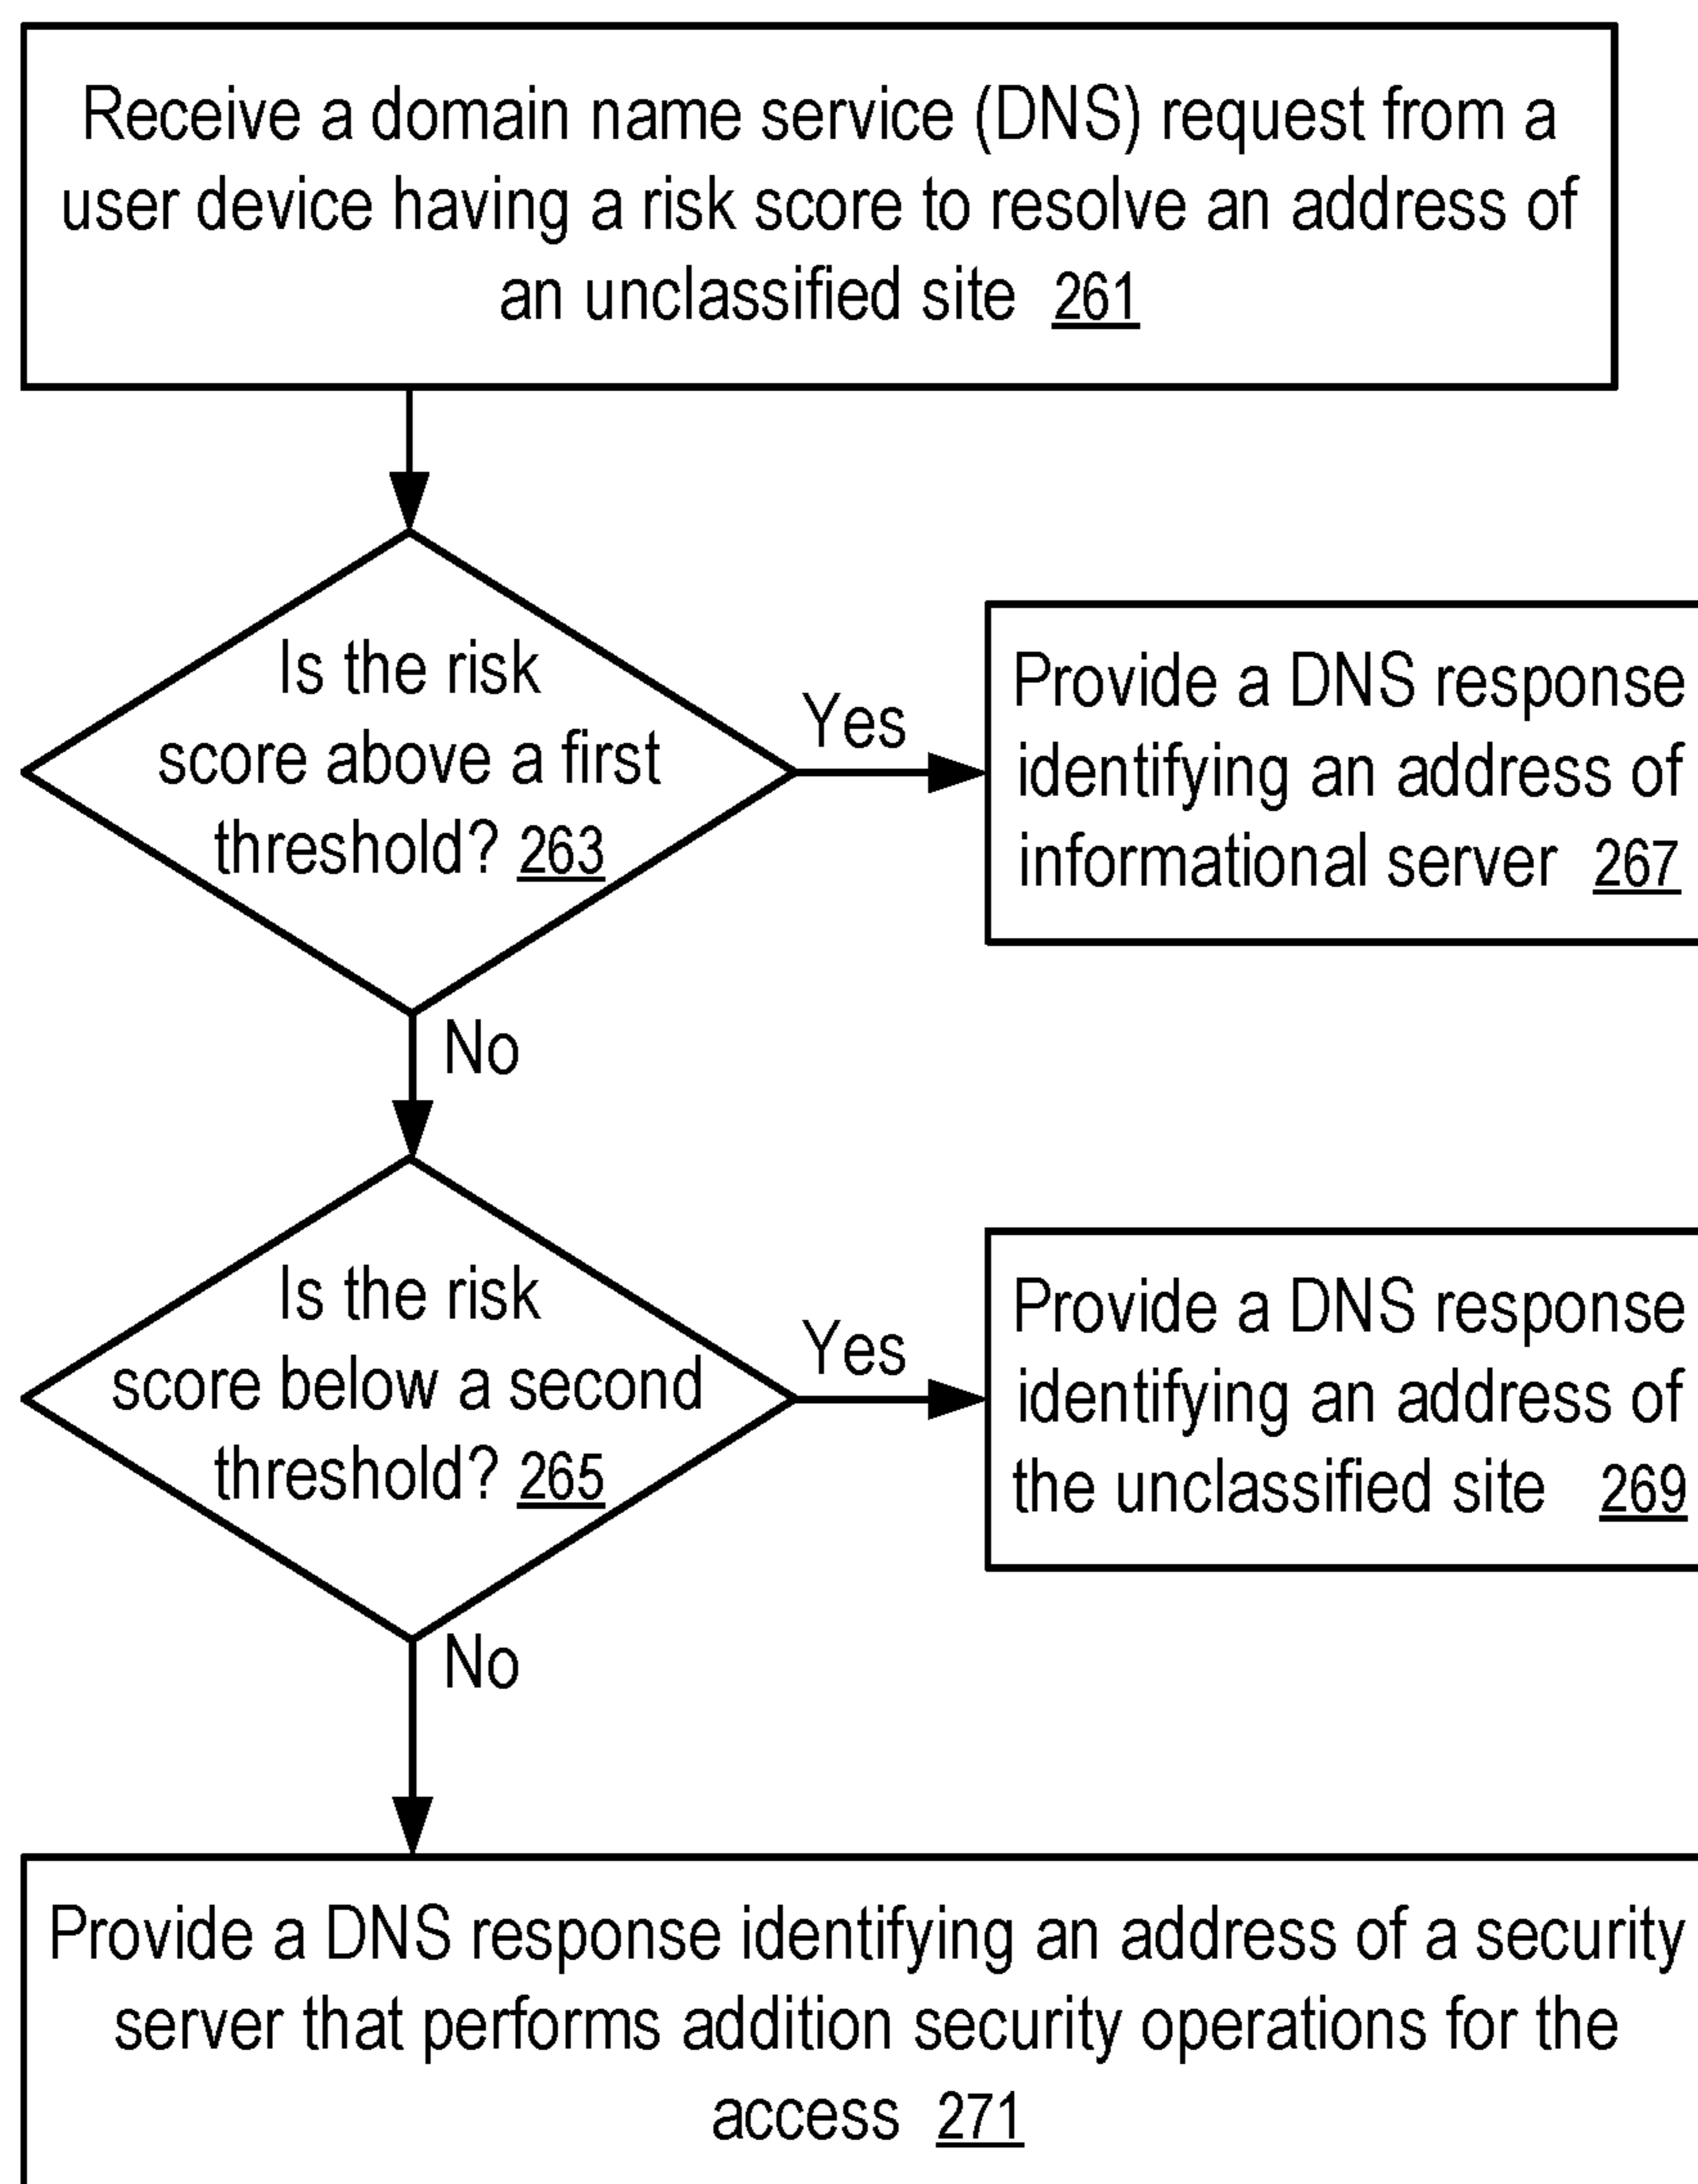 Receive a domain name service (DNS) request from a
user device having a risk score to resolve an address of
an unclassified site 261
Is the risk
score above a first
threshold? 263
Yes
Provide a DNS response
identifying an address of
informational server 267
No
Is the risk
score below a second
threshold? 265
Yes
Provide a DNS response
identifying an address of
the unclassified site 269
No
Provide a DNS response identifying an address of a security
server that performs addition security operations for the
access 271